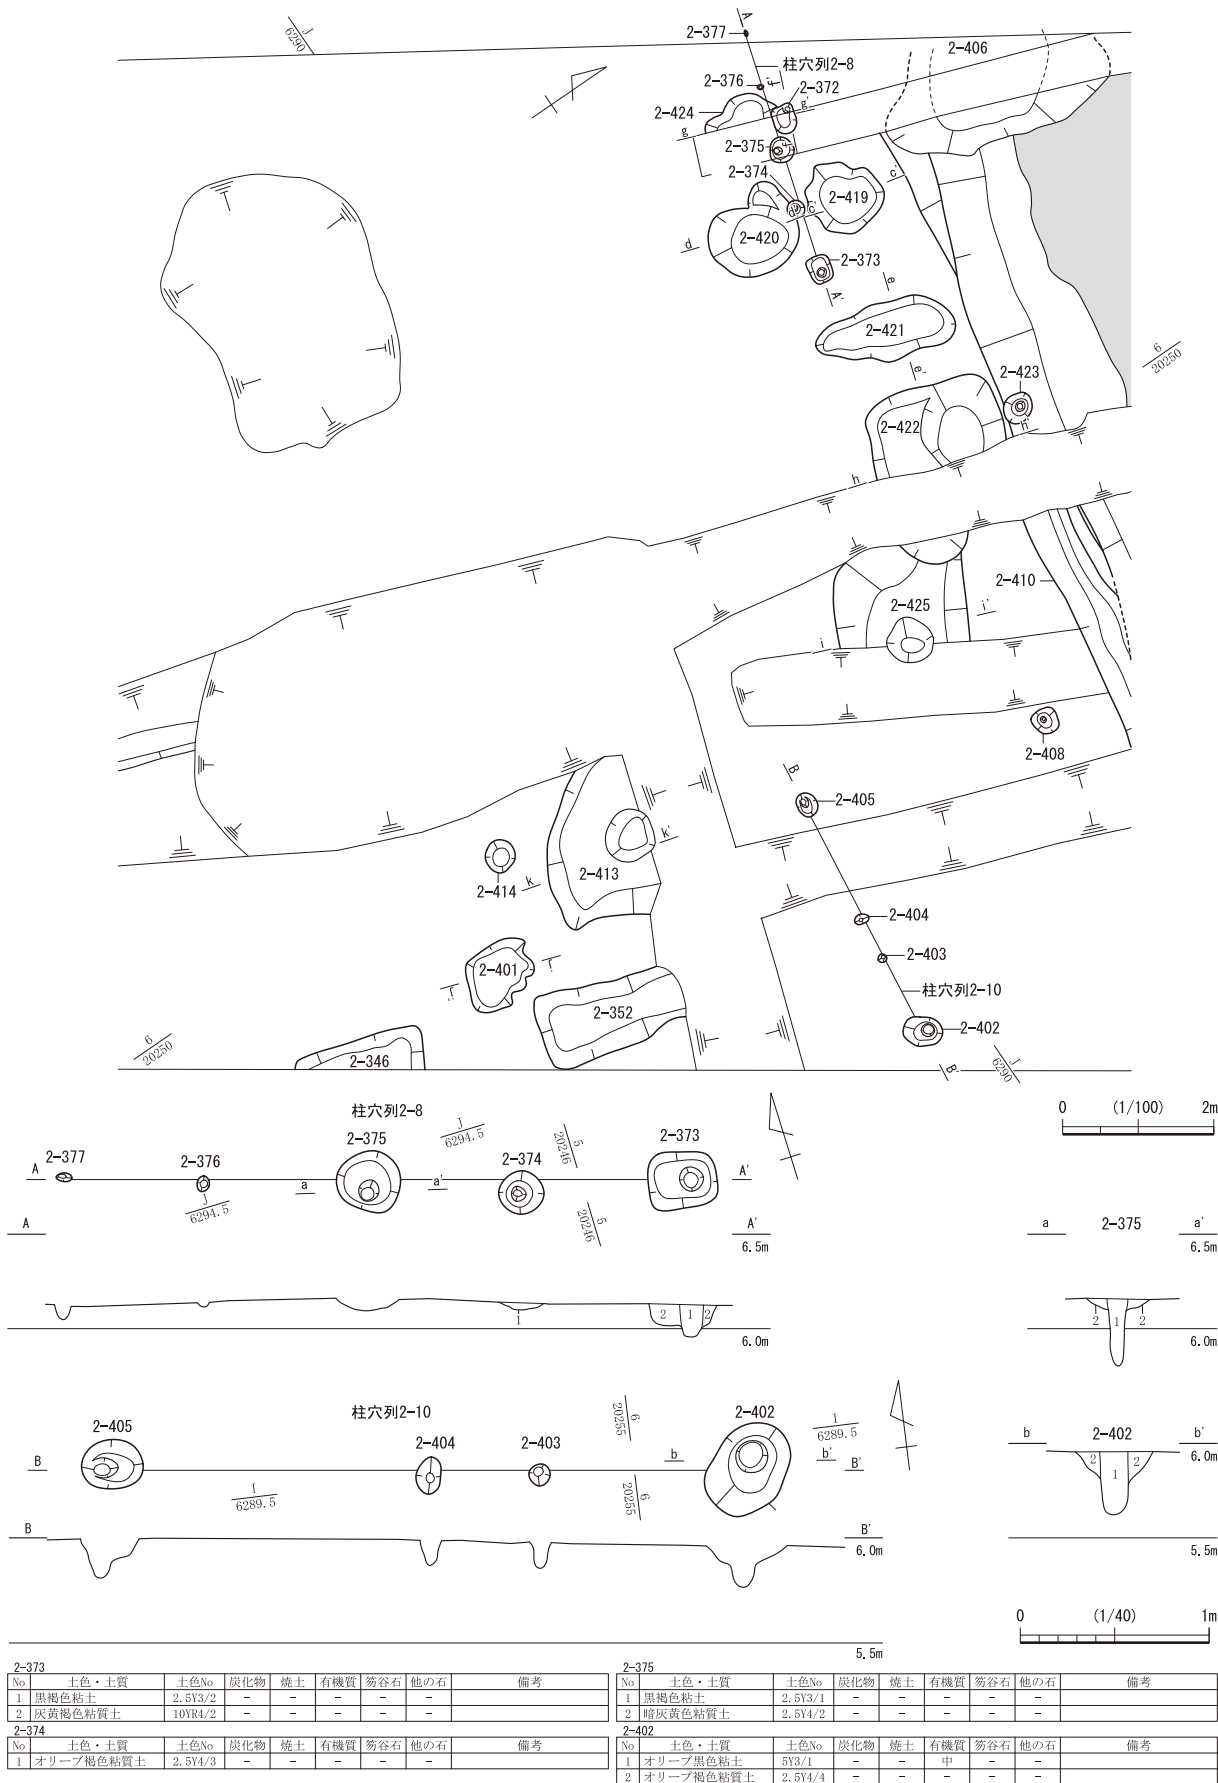 A
2-377
J
6290
2-406
柱穴列2-8
2-376
f'
2-372
2-424
g
g'
2-375
f
2-374
c'
2-419
d'
c
d
2-420
2-373
A'
e
2-421
6
20250
e'
2-423
2-422
h'
h
2-410
2-425
i'
i
2-408
B
2-405
k'
2-414
k
2-413
2-404
2-403
2-401
j
j'
柱穴列2-10
2-352
2-402
6
20250
2-346
B'
J
6290
柱穴列2-8
0 (1/100) 2m
J
6294.5
5
20246
2-377
2-376
2-375
2-374
2-373
A
a
a'
A'
J
6294.5
5
20246
A
A'
6.5m
a 2-375 a'
6.5m
2 1 2
1
6.0m
2 1 2
6.0m
柱穴列2-10
6
20255
2-405
2-404
2-403
2-402
I
6289.5
B
b
b'
B'
I
6289.5
6
20255
b 2-402 b'
6.0m
2 1 2
B
B'
6.0m
5.5m
0 (1/40) 1m
5.5m
2-373
No 土色・土質 土色No 炭化物 焼土 有機質 笏谷石 他の石 備考
1 黒褐色粘土 2.5Y3/2 - - - - -
2 灰黄褐色粘質土 10YR4/2 - - - - -
2-374
No 土色・土質 土色No 炭化物 焼土 有機質 笏谷石 他の石 備考
1 オリーブ褐色粘質土 2.5Y4/3 - - - - -
2-375
No 土色・土質 土色No 炭化物 焼土 有機質 笏谷石 他の石 備考
1 黒褐色粘土 2.5Y3/1 - - - - -
2 暗灰黄色粘質土 2.5Y4/2 - - - - -
2-402
No 土色・土質 土色No 炭化物 焼土 有機質 笏谷石 他の石 備考
1 オリーブ黒色粘土 5Y3/1 - - 中 - -
2 オリーブ褐色粘質土 2.5Y4/4 - - - - -